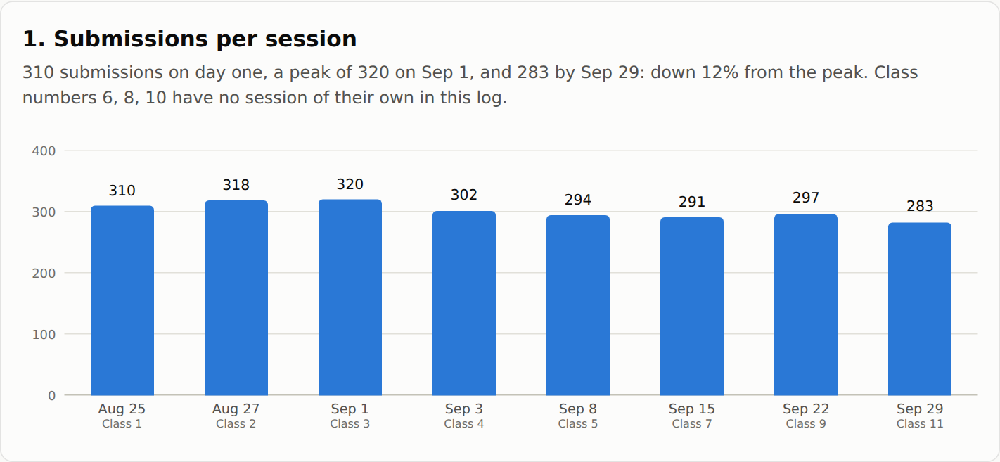 1. Submissions per session
310 submissions on day one, a peak of 320 on Sep 1, and 283 by Sep 29: down 12% from the peak. Class
numbers 6, 8, 10 have no session of their own in this log.
400
300
200
100
0
310
318
320
302
294
291
297
283
Aug 25
Class 1
Aug 27
Class 2
Sep 1
Class 3
Sep 3
Class 4
Sep 8
Class 5
Sep 15
Class 7
Sep 22
Class 9
Sep 29
Class 11